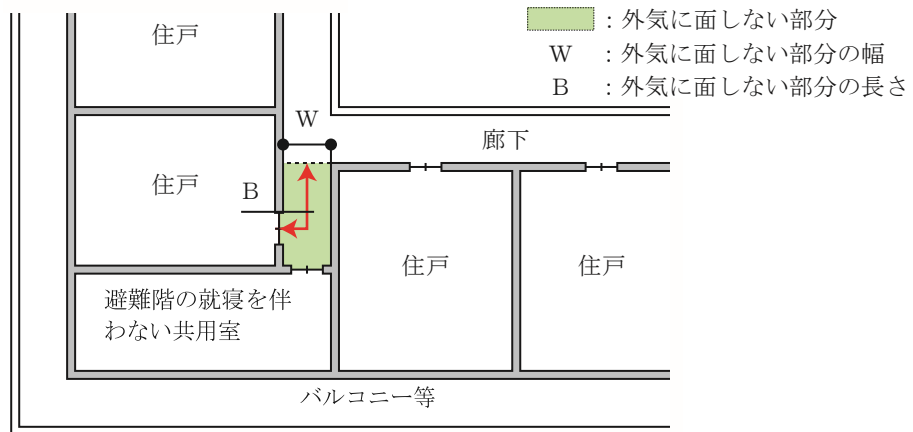 ：外気に面しない部分
W ：外気に面しない部分の幅
B ：外気に面しない部分の長さ
住戸
W
廊下
住戸
B
住戸
住戸
避難階の就寝を伴
わない共用室
バルコニー等